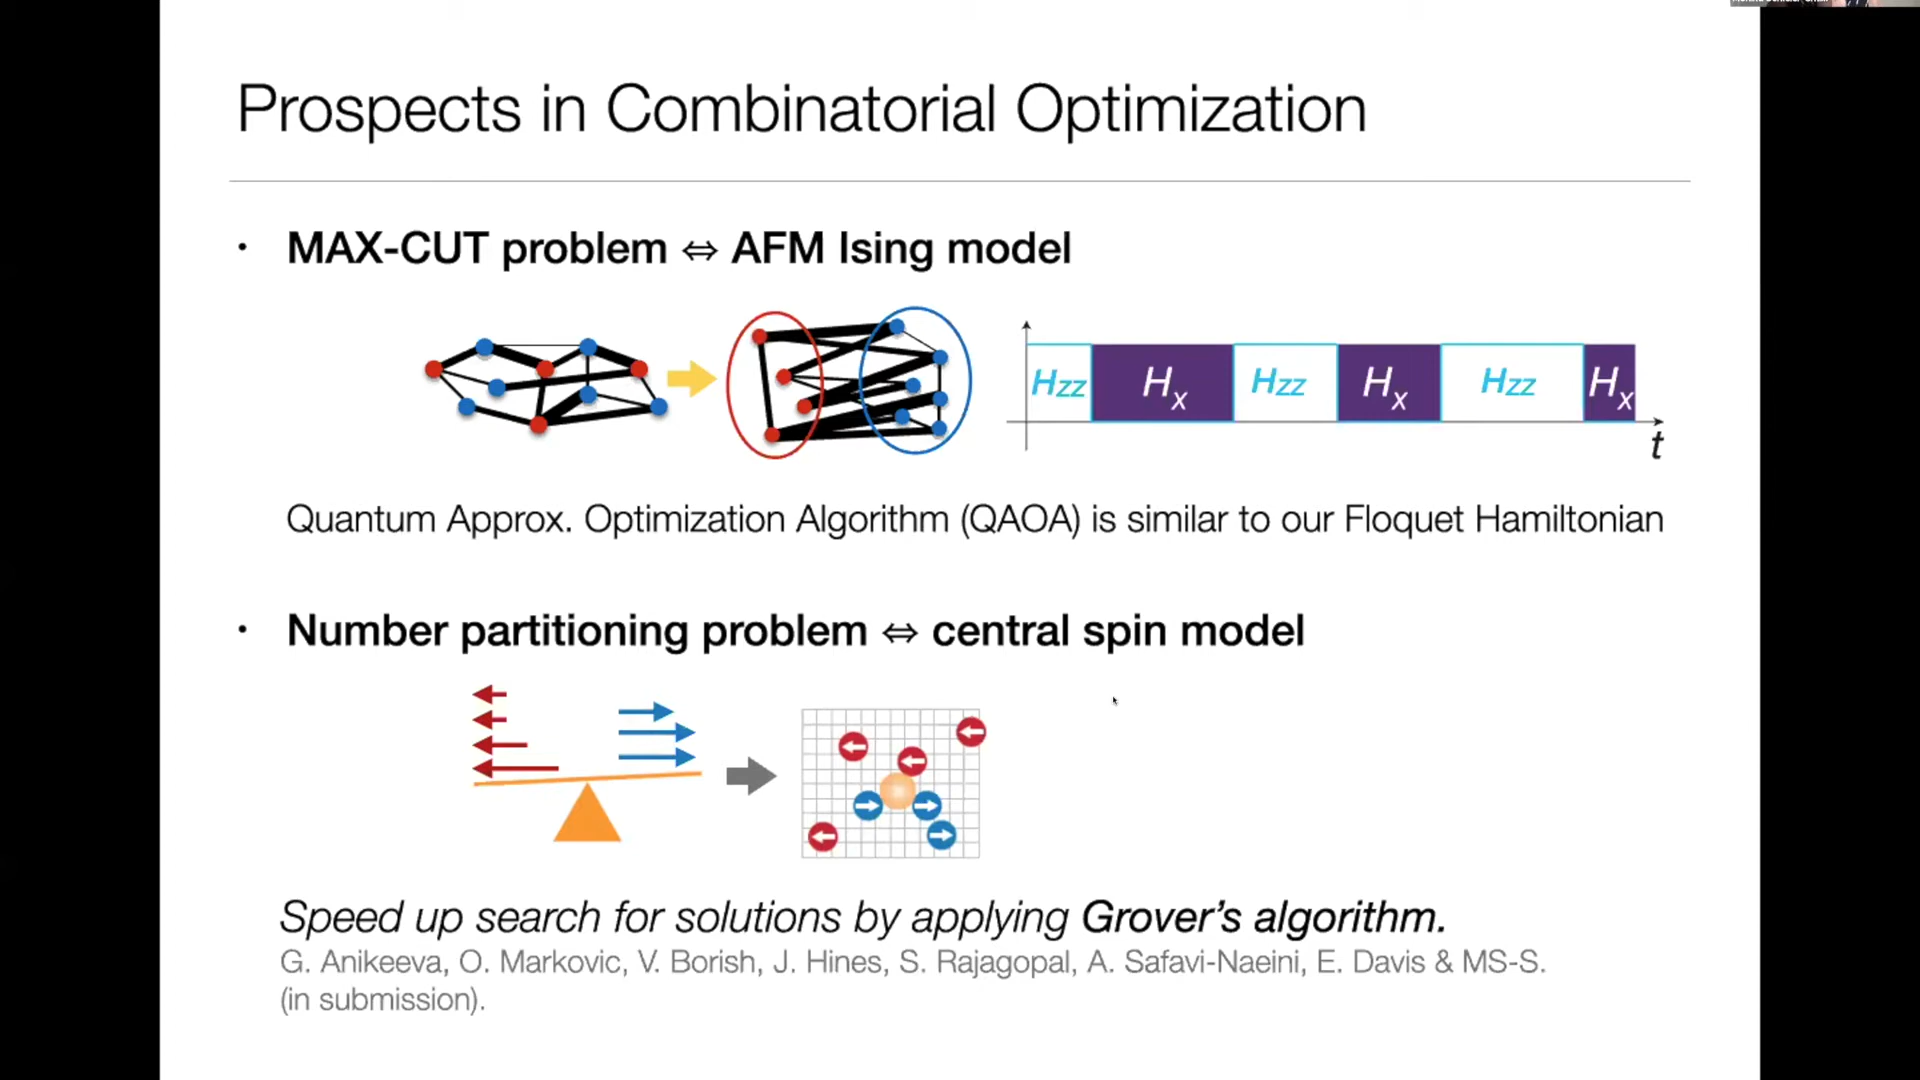 Prospects in Combinatorial Optimization
• MAX-CUT problem ⇔ AFM Ising model
HZZ Hx HZZ Hx HZZ Hx
t
Quantum Approx. Optimization Algorithm (QAOA) is similar to our Floquet Hamiltonian
• Number partitioning problem ⇔ central spin model
Speed up search for solutions by applying Grover's algorithm.
G. Anikeeva, O. Markovic, V. Borish, J. Hines, S. Rajagopal, A. Safavi-Naeini, E. Davis & MS-S.
(in submission).